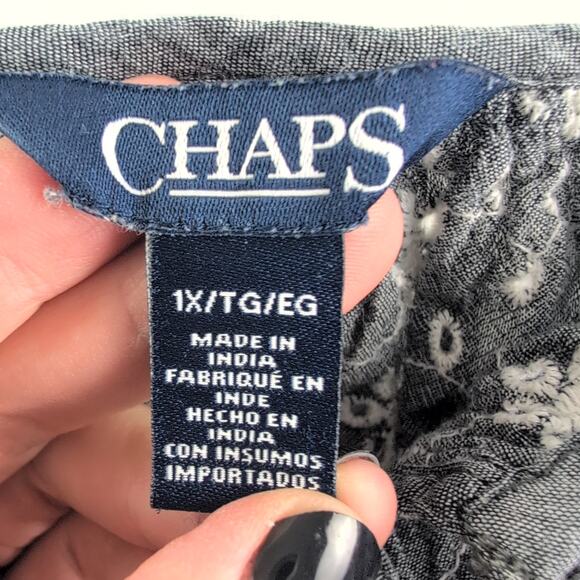 CHAPS
1X/TG/EG
MADE IN
INDIA
FABRIQUÉ EN
INDE
HECHO EN
INDIA
CON INSUMOS
IMPORTADOS